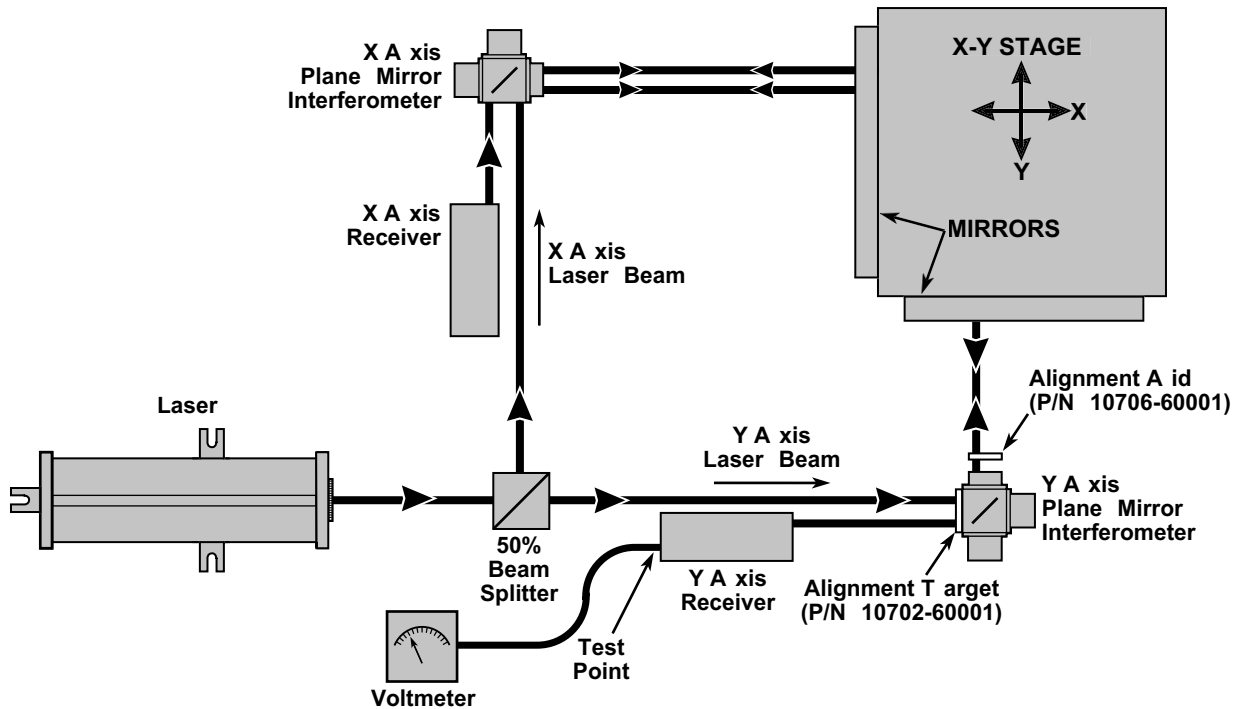 X A xis
Plane Mirror
Interferometer
X-Y STAGE
X
Y
MIRRORS
X A xis
Receiver
X A xis
Laser Beam
Laser
Y A xis
Laser Beam
Alignment A id
(P/N 10706-60001)
Y A xis
Plane Mirror
Interferometer
50%
Beam
Splitter
Y A xis
Receiver
Alignment T arget
(P/N 10702-60001)
Test
Point
Voltmeter